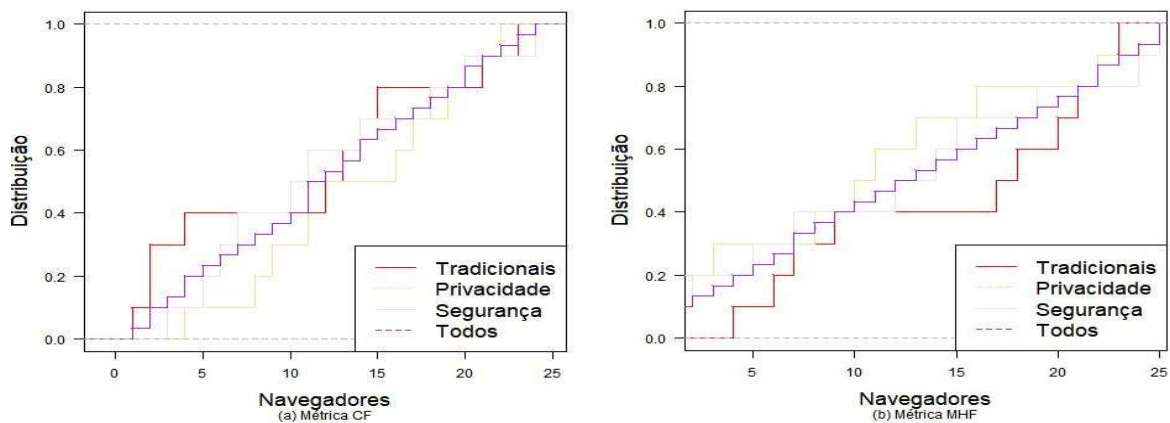 Distribuição
1.0
0.8
0.6
0.4
0.2
0.0
Tradicionais
Privacidade
Segurança
Todos
0
5
10
15
20
25
Navegadores
(a) Métrica CF
Distribuição
1.0
0.8
0.6
0.4
0.2
0.0
Tradicionais
Privacidade
Segurança
Todos
5
10
15
20
25
Navegadores
(b) Métrica MHF